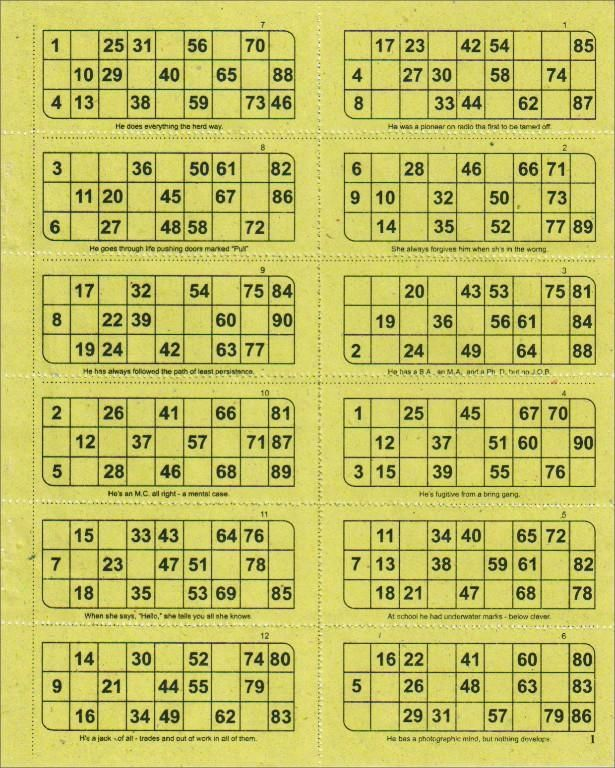 7
1 25 31 56 70
10 29 40 65 88
4 13 38 59 73 46
He does everything the herd way.
8
3 36 50 61 82
11 20 45 67 86
6 27 48 58 72
He goes through life pushing doors marked "Pull"
9
17 32 54 75 84
8 22 39 60 90
19 24 42 63 77
He has always followed the path of least persistence.
10
2 26 41 66 81
12 37 57 71 87
5 28 46 68 89
He's an M.C. all right - a mental case.
11
15 33 43 64 76
7 23 47 51 78
18 35 53 69 85
When she says, "Hello," she tells you all she knows.
12
14 30 52 74 80
9 21 44 55 79
16 34 49 62 83
H's a jack - of all - trades and out of work in all of them.
1
17 23 42 54 85
4 27 30 58 74
8 33 44 62 87
He was a pioneer on radio the first to be temed off.
2
6 28 46 66 71
9 10 32 50 73
14 35 52 77 89
She always forgives him when sh's in the worng.
3
20 43 53 75 81
19 36 56 61 84
2 24 49 64 88
He has a B.A., an M.A., and a Ph. D, but no J.O.B.
4
1 25 45 67 70
12 37 51 60 90
3 15 39 55 76
He's fugitive from a bring gang.
5
11 34 40 65 72
7 13 38 59 61 82
18 21 47 68 78
At school he had underwater marks - below clever.
6
16 22 41 60 80
5 26 48 63 83
29 31 57 79 86
He bas a photographic mind, but nothing develops.
1